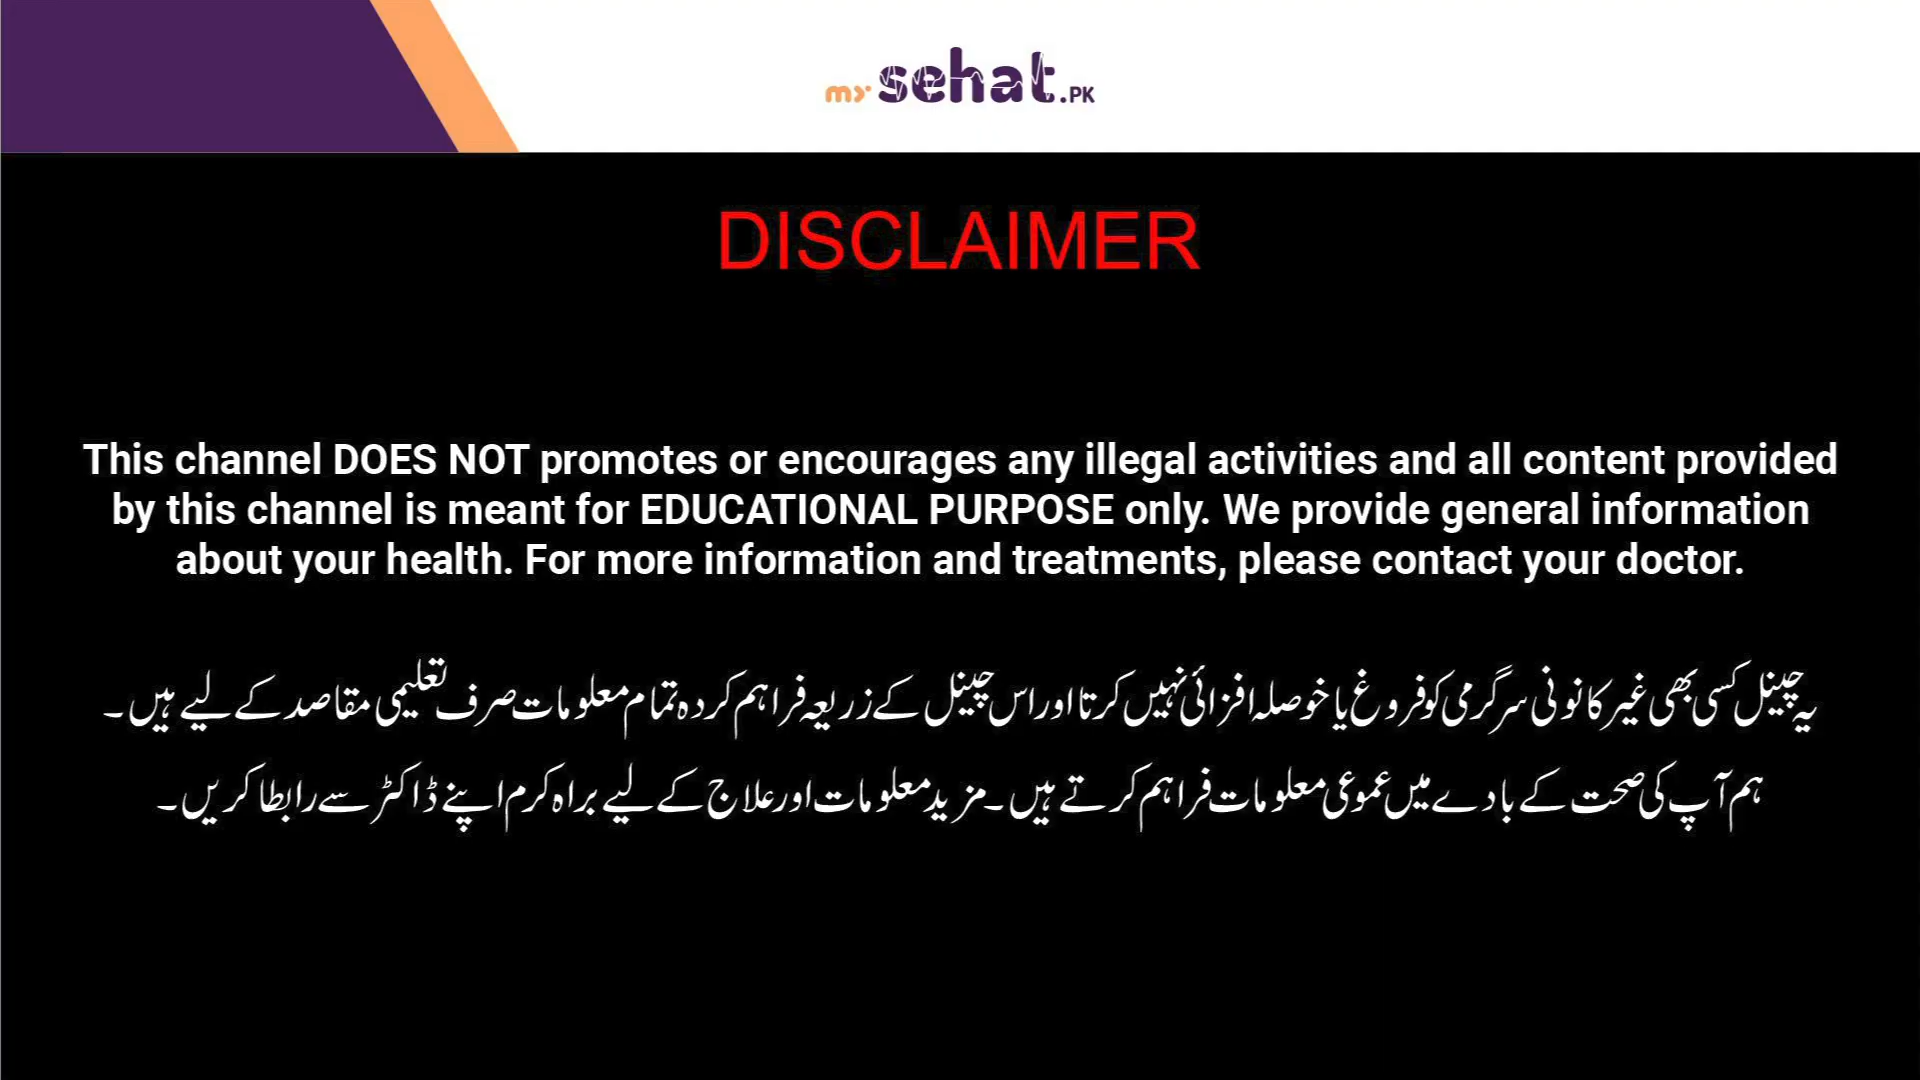 my sehat.PK
DISCLAIMER
This channel DOES NOT promotes or encourages any illegal activities and all content provided
by this channel is meant for EDUCATIONAL PURPOSE only. We provide general information
about your health. For more information and treatments, please contact your doctor.
یہ چینل کسی بھی غیر کانونی سرگرمی کو فروغ یا خوصلہ افزائی نہیں کرتا اور اس چینل کے زریعہ فراہم کردہ تمام معلومات صرف تعلیمی مقاصد کے لیے ہیں۔
ہم آپ کی صحت کے بادے میں عموعی معلومات فراہم کرتے ہیں۔ مزید معلومات اور علاج کے لیے براہ کرم اپنے ڈاکٹر سے رابطا کریں۔